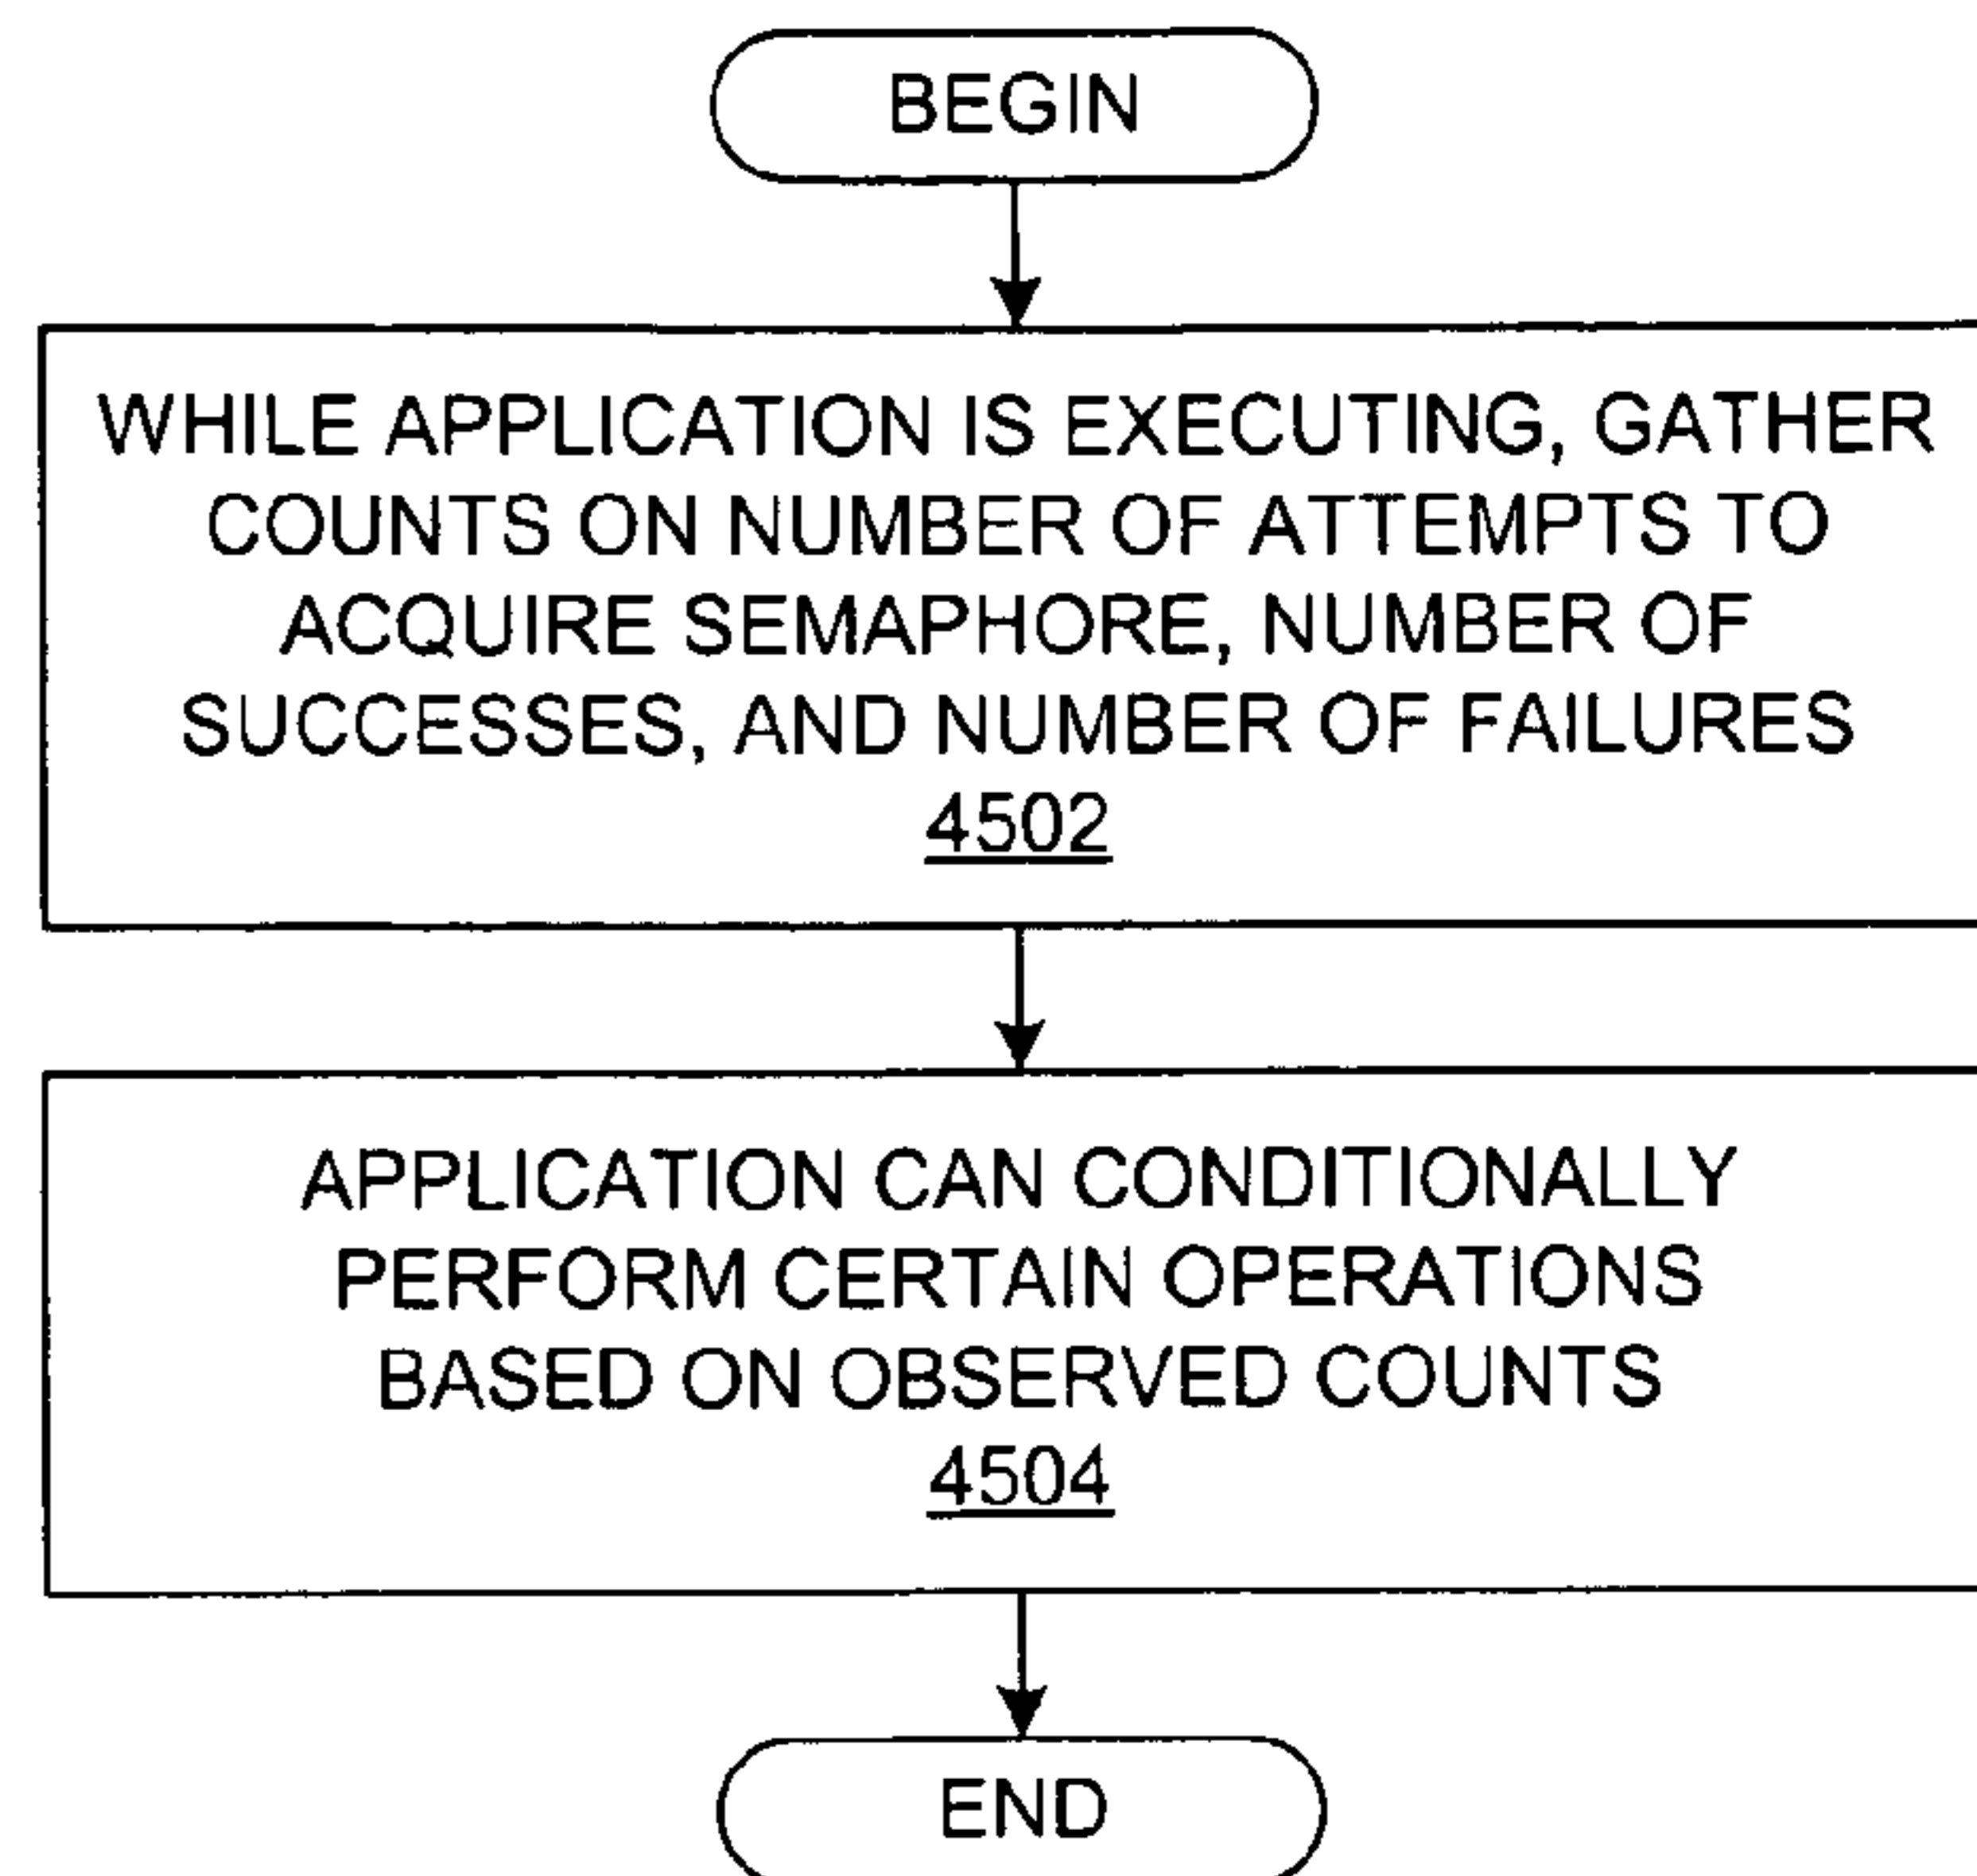 BEGIN
WHILE APPLICATION IS EXECUTING, GATHER
COUNTS ON NUMBER OF ATTEMPTS TO
ACQUIRE SEMAPHORE, NUMBER OF
SUCCESSES, AND NUMBER OF FAILURES
4502
APPLICATION CAN CONDITIONALLY
PERFORM CERTAIN OPERATIONS
BASED ON OBSERVED COUNTS
4504
END